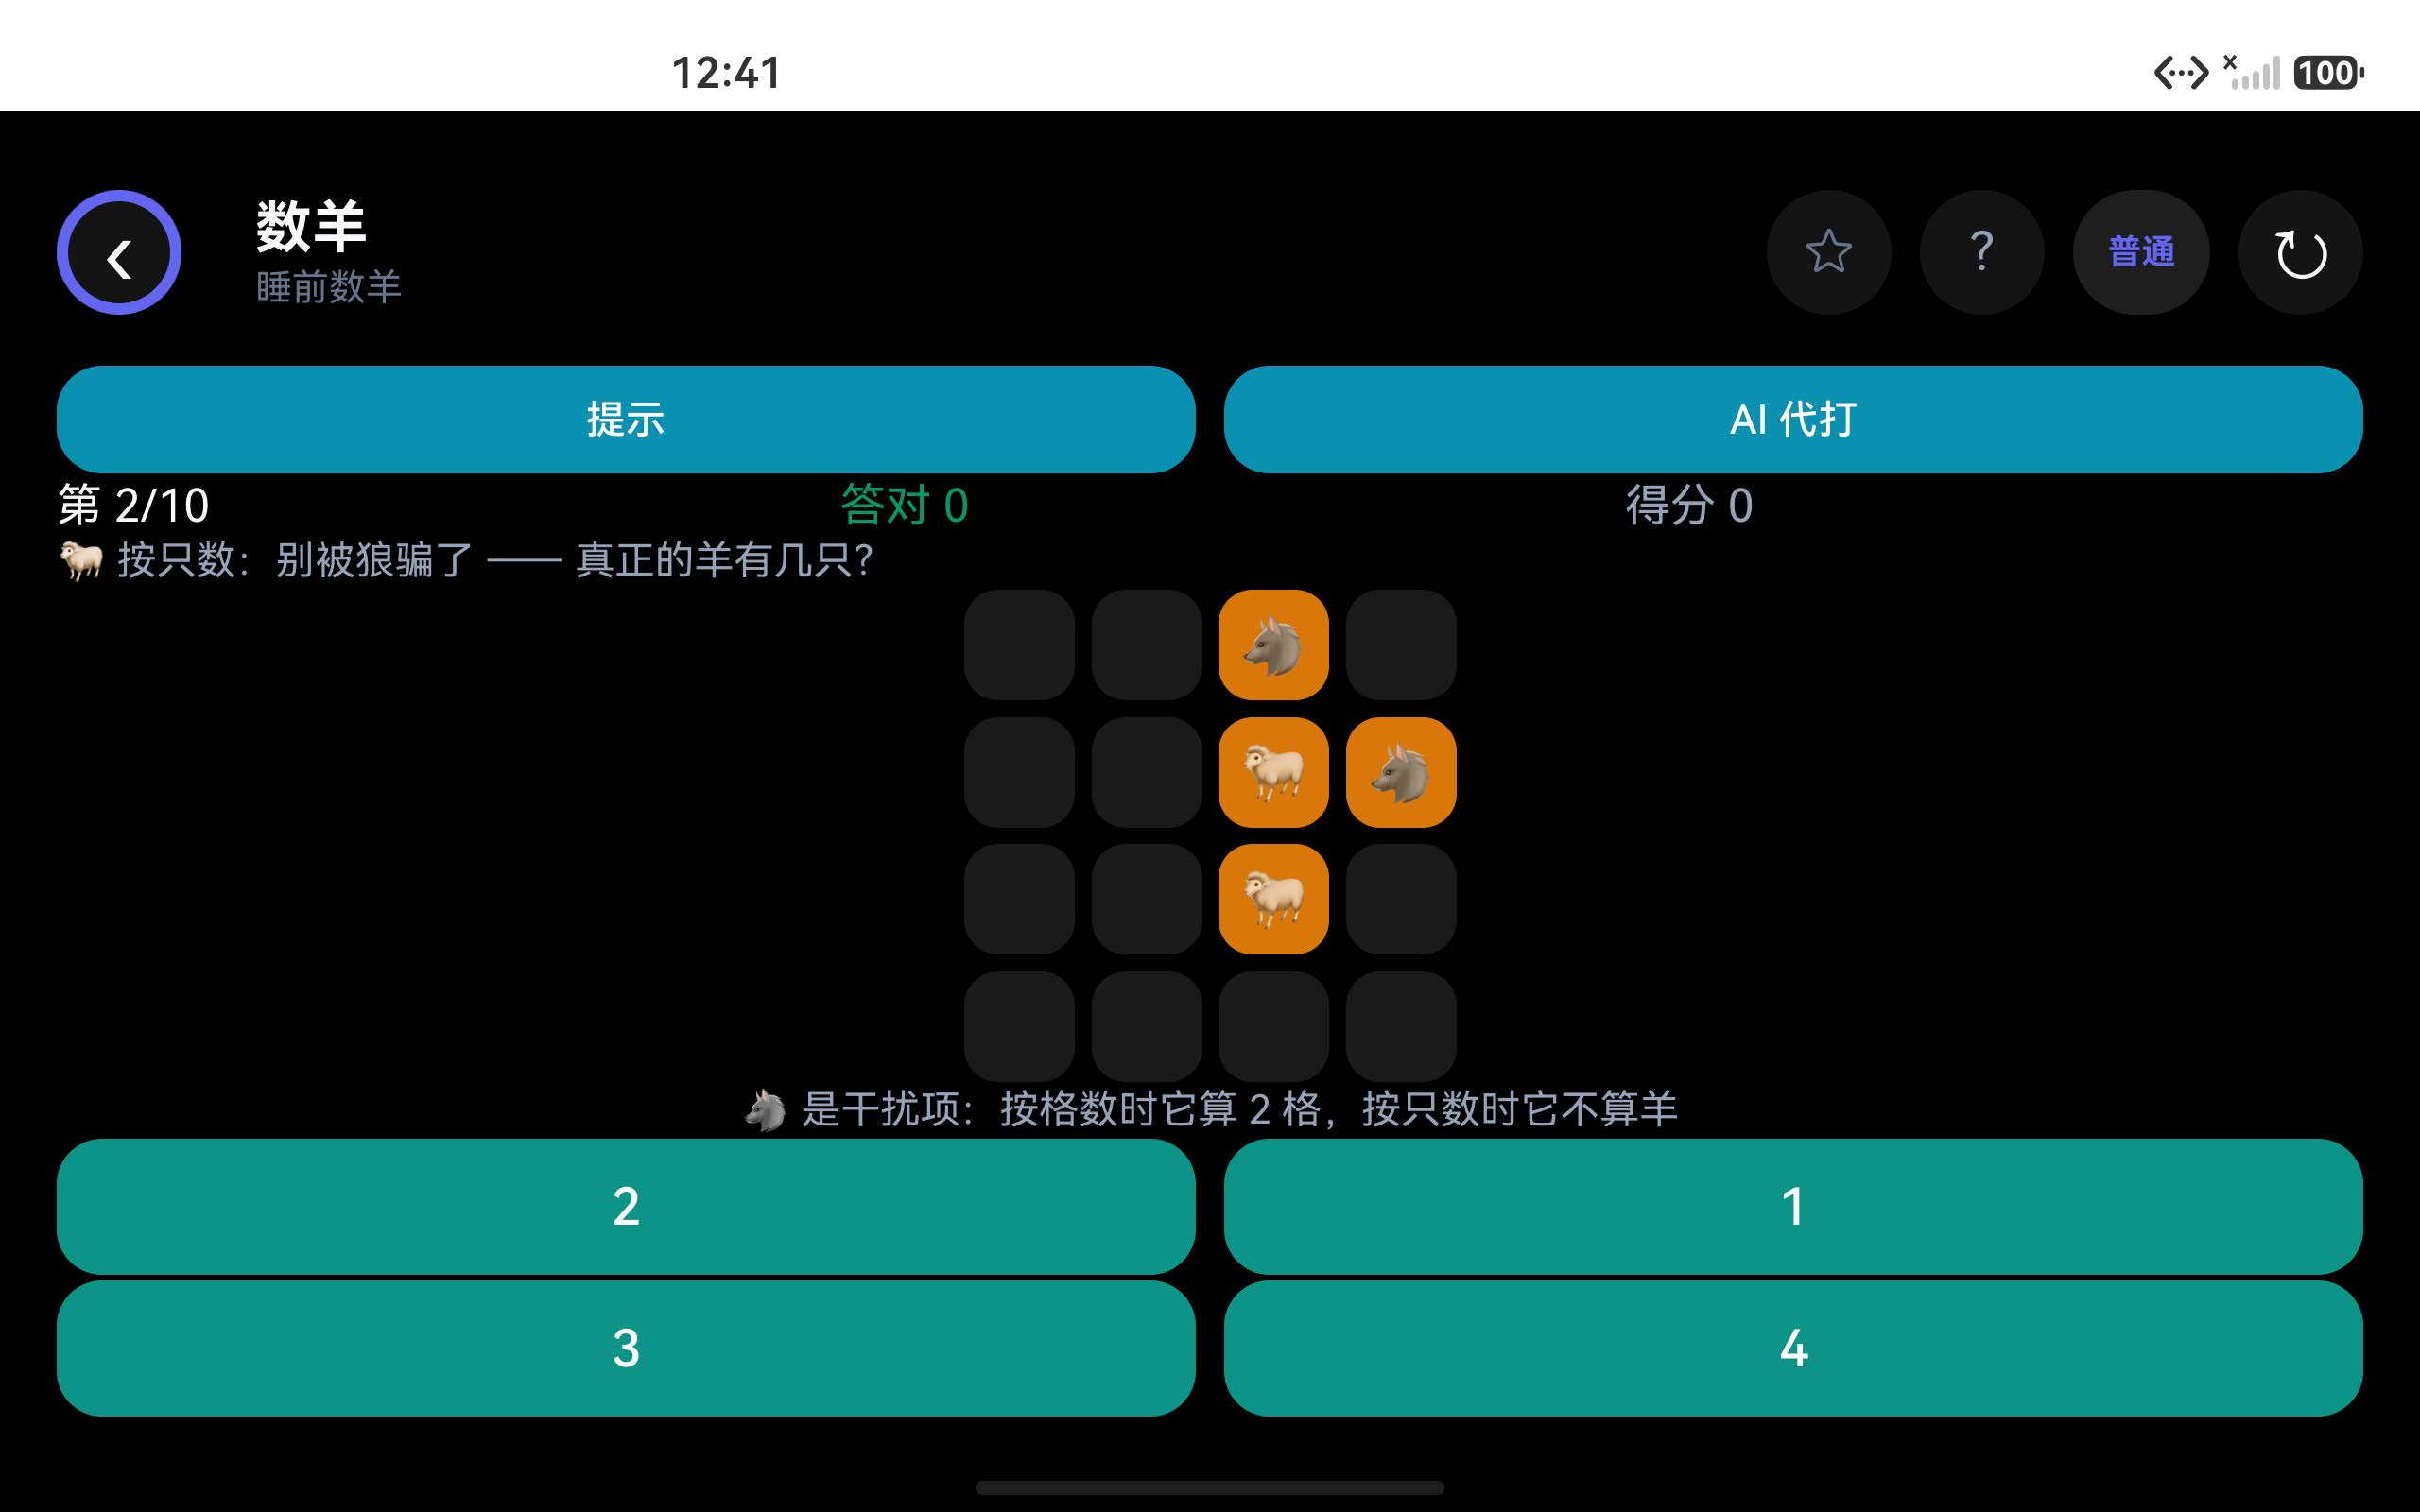 12:41
100
数羊
睡前数羊
?
普通
提示
AI 代打
第 2/10
答对 0
得分 0
🐑 按只数：别被狼骗了 —— 真正的羊有几只？
🐺 是干扰项：按格数时它算 2 格，按只数时它不算羊
2
1
3
4